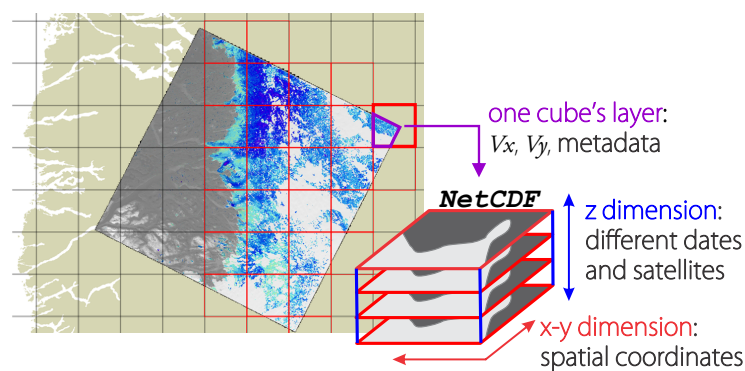 one cube's layer:
Vx, Vy, metadata
NetCDF
z dimension:
different dates
and satellites
x-y dimension:
spatial coordinates